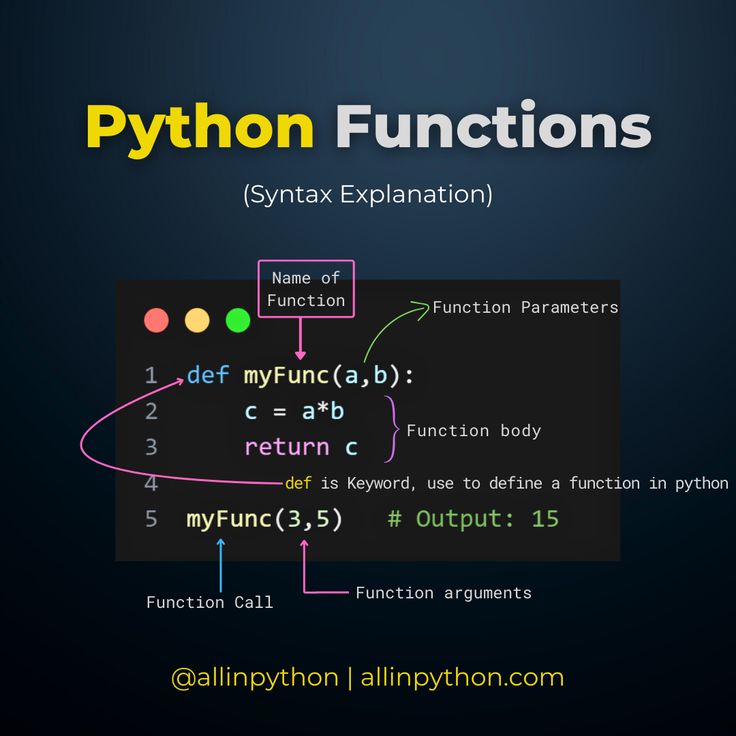 Python Functions
(Syntax Explanation)
Name of
Function
Function Parameters
1 def myFunc(a,b):
2 c = a*b
3 return c
Function body
4
def is Keyword, use to define a function in python
5 myFunc(3,5) # Output: 15
Function Call
Function arguments
@allinpython | allinpython.com